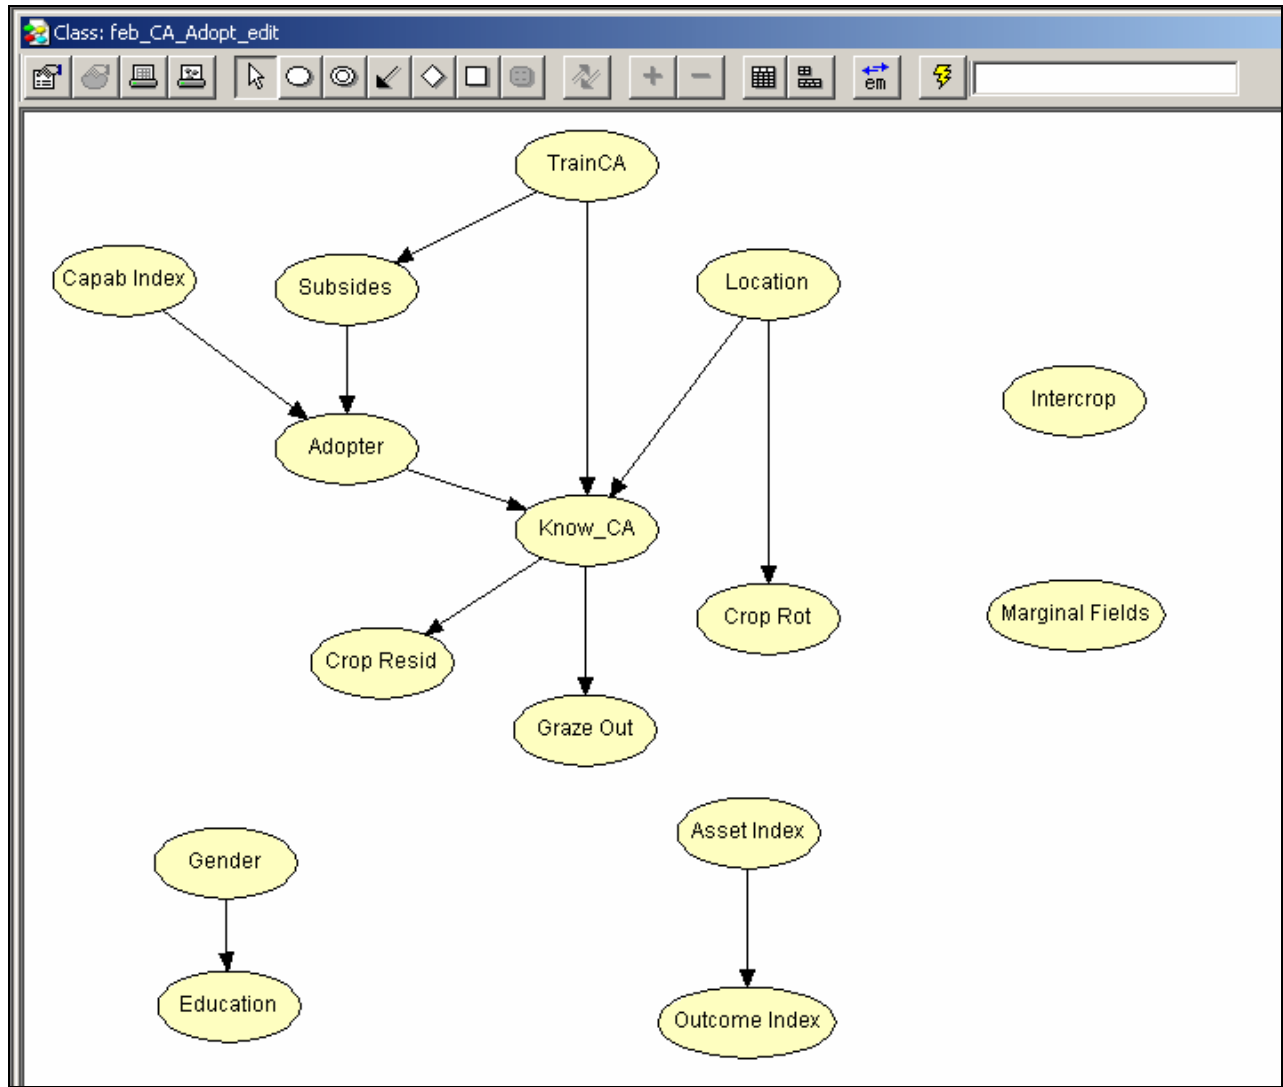 Class: feb_CA_Adopt_edit
em
TrainCA
Capab Index
Subsides
Location
Intercrop
Adopter
Know_CA
Crop Rot
Marginal Fields
Crop Resid
Graze Out
Asset Index
Gender
Education
Outcome Index